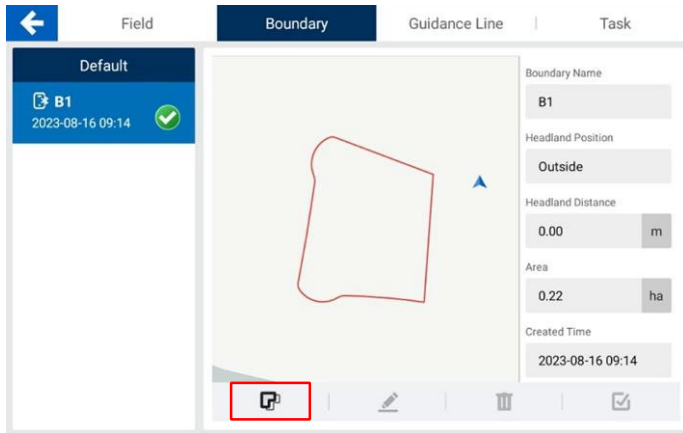 Field
Boundary
Guidance Line
Task
Default
B1
2023-08-16 09:14
Boundary Name
B1
Headland Position
Outside
Headland Distance
0.00 m
Area
0.22 ha
Created Time
2023-08-16 09:14